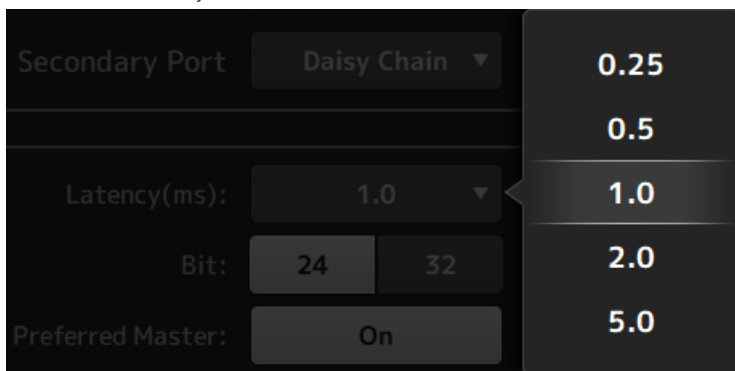 Secondary Port Daisy Chain ▼
Latency(ms): 1.0 ▼
Bit: 24 32
Preferred Master: On
0.25
0.5
1.0
2.0
5.0